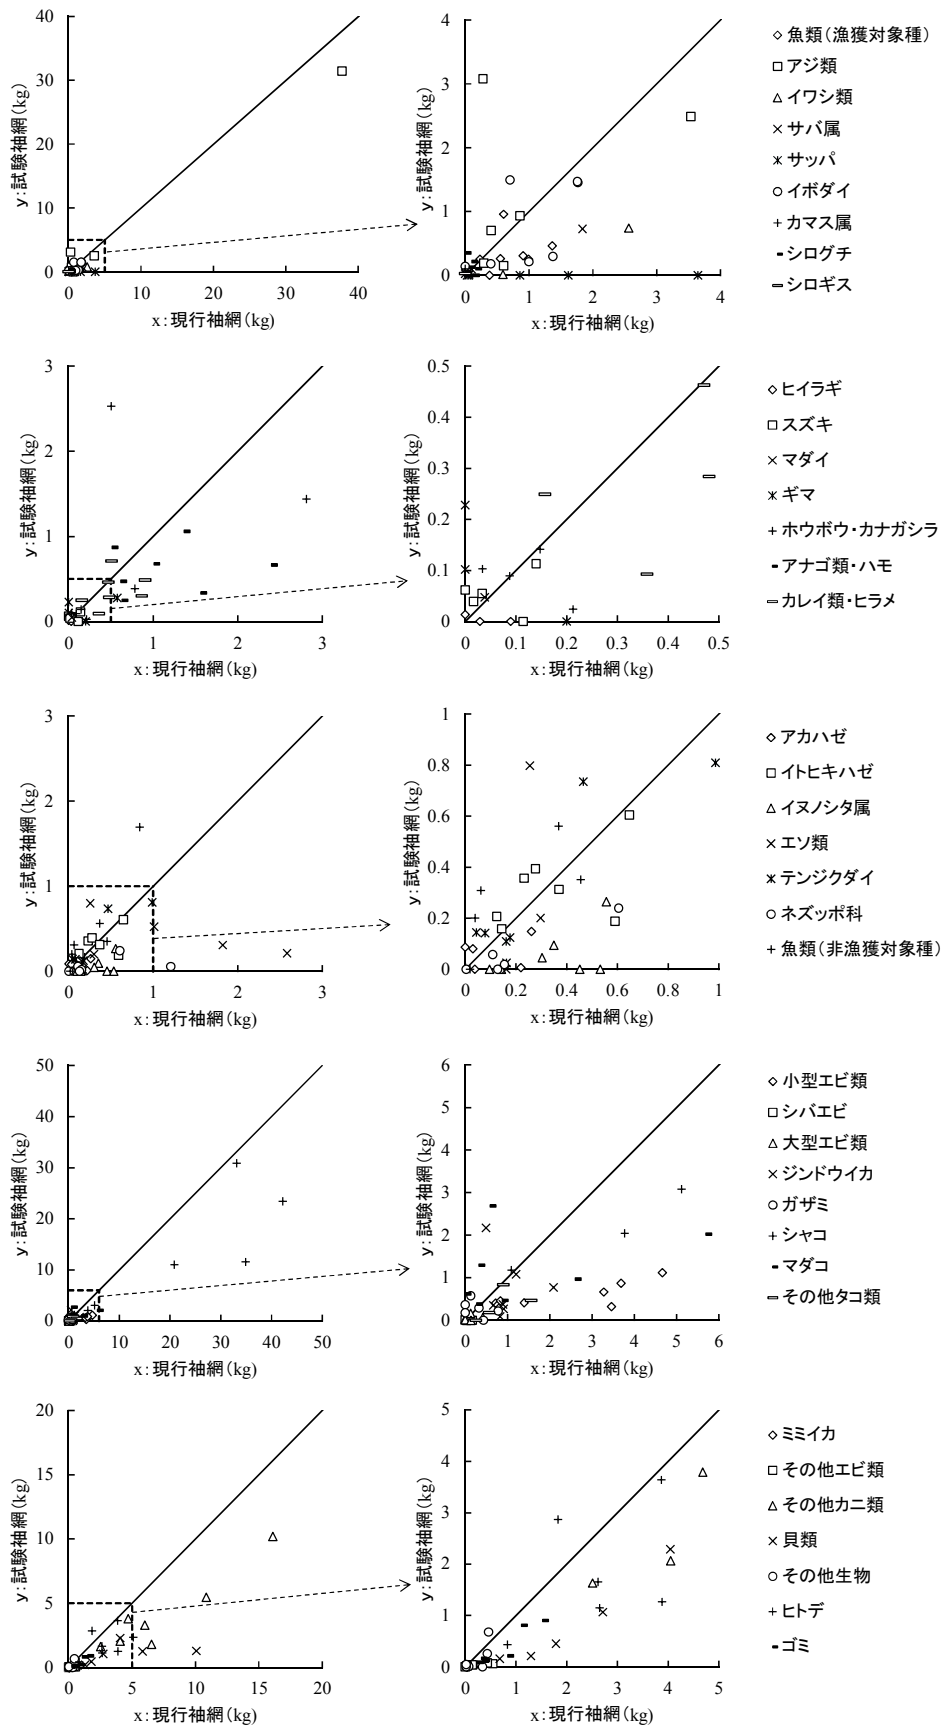 40
30
20
10
0
0 10 20 30 40
x：現行袖網（kg）
y：試験袖網（kg）
4
3
2
1
0
0 1 2 3 4
x：現行袖網（kg）
y：試験袖網（kg）
魚類（漁獲対象種）
アジ類
イワシ類
サバ属
サッパ
イボダイ
カマス属
シログチ
シロギス
3
2
1
0
0 1 2 3
x：現行袖網（kg）
y：試験袖網（kg）
0.5
0.4
0.3
0.2
0.1
0
0 0.1 0.2 0.3 0.4 0.5
x：現行袖網（kg）
y：試験袖網（kg）
ヒイラギ
スズキ
マダイ
ギマ
ホウボウ・カナガシラ
アナゴ類・ハモ
カレイ類・ヒラメ
3
2
1
0
0 1 2 3
x：現行袖網（kg）
y：試験袖網（kg）
1
0.8
0.6
0.4
0.2
0
0 0.2 0.4 0.6 0.8 1
x：現行袖網（kg）
y：試験袖網（kg）
アカハゼ
イトヒキハゼ
イヌノシタ属
エソ類
テンジクダイ
ネズッポ科
魚類（非漁獲対象種）
50
40
30
20
10
0
0 10 20 30 40 50
x：現行袖網（kg）
y：試験袖網（kg）
6
5
4
3
2
1
0
0 1 2 3 4 5 6
x：現行袖網（kg）
y：試験袖網（kg）
小型エビ類
シバエビ
大型エビ類
ジンドウイカ
ガザミ
シャコ
マダコ
その他タコ類
20
15
10
5
0
0 5 10 15 20
x：現行袖網（kg）
y：試験袖網（kg）
5
4
3
2
1
0
0 1 2 3 4 5
x：現行袖網（kg）
y：試験袖網（kg）
ミミイカ
その他エビ類
その他カニ類
貝類
その他生物
ヒトデ
ゴミ